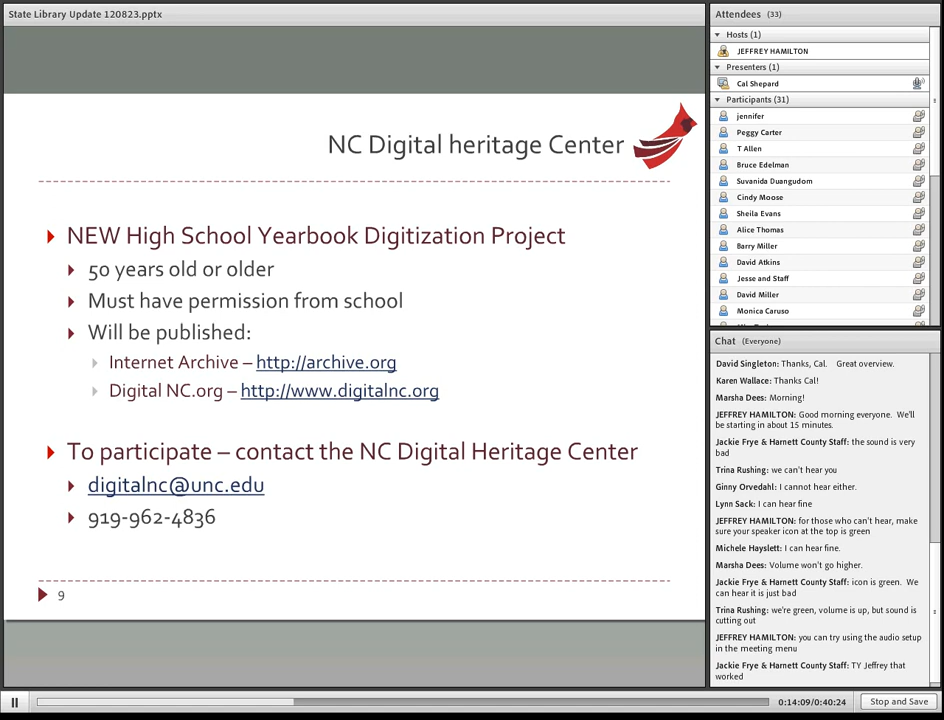 State Library Update 120823.pptx
NC Digital heritage Center
NEW High School Yearbook Digitization Project
50 years old or older
Must have permission from school
Will be published:
Internet Archive – http://archive.org
Digital NC.org – http://www.digitalnc.org
To participate – contact the NC Digital Heritage Center
digitalnc@unc.edu
919-962-4836
9
Attendees (33)
Hosts (1)
JEFFREY HAMILTON
Presenters (1)
Cal Shepard
Participants (31)
jennifer
Peggy Carter
T Allen
Bruce Edelman
Suvanida Duangudom
Cindy Moose
Sheila Evans
Alice Thomas
Barry Miller
David Atkins
Jesse and Staff
David Miller
Monica Caruso
Chat (Everyone)
David Singleton: Thanks, Cal. Great overview.
Karen Wallace: Thanks Cal!
Marsha Dees: Morning!
JEFFREY HAMILTON: Good morning everyone. We'll
be starting in about 15 minutes.
Jackie Frye & Harnett County Staff: the sound is very
bad
Trina Rushing: we can't hear you
Ginny Orvedahl: I cannot hear either.
Lynn Sack: I can hear fine
JEFFREY HAMILTON: for those who can't hear, make
sure your speaker icon at the top is green
Michele Hayslett: I can hear fine.
Marsha Dees: Volume won't go higher.
Jackie Frye & Harnett County Staff: icon is green. We
can hear it is just bad
Trina Rushing: we're green, volume is up, but sound is
cutting out
JEFFREY HAMILTON: you can try using the audio setup
in the meeting menu
Jackie Frye & Harnett County Staff: TY Jeffrey that
worked
0:14:09/0:40:24
Stop and Save